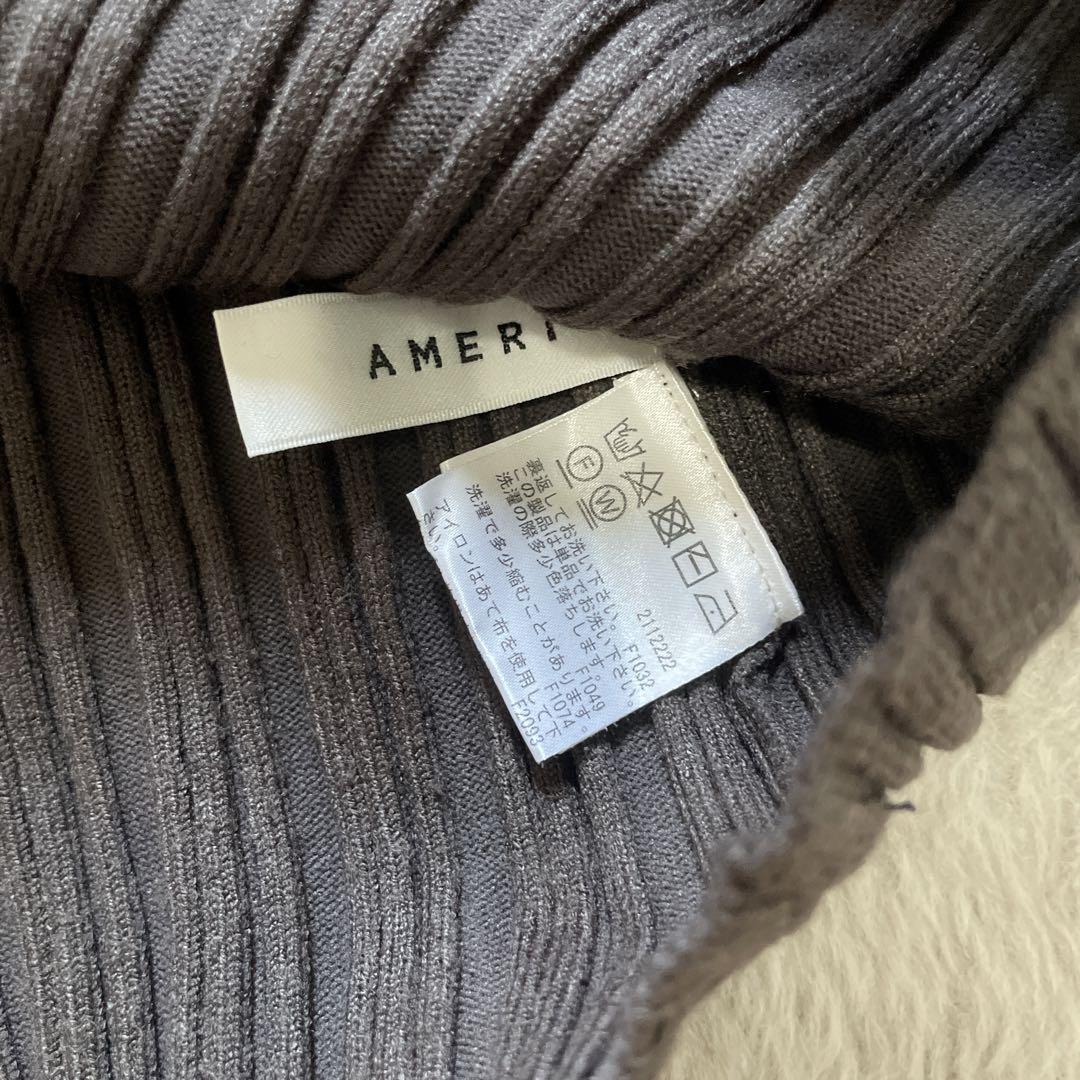 AMERI
F
W
2112222
裏返してお洗い下さい。 F1032
この製品は単品でお洗い下さい。
洗濯の際多少色落ちします。 F1049
洗濯で多少縮むことがあります。 F1074
アイロンはあて布を使用して下 F2093
さい。